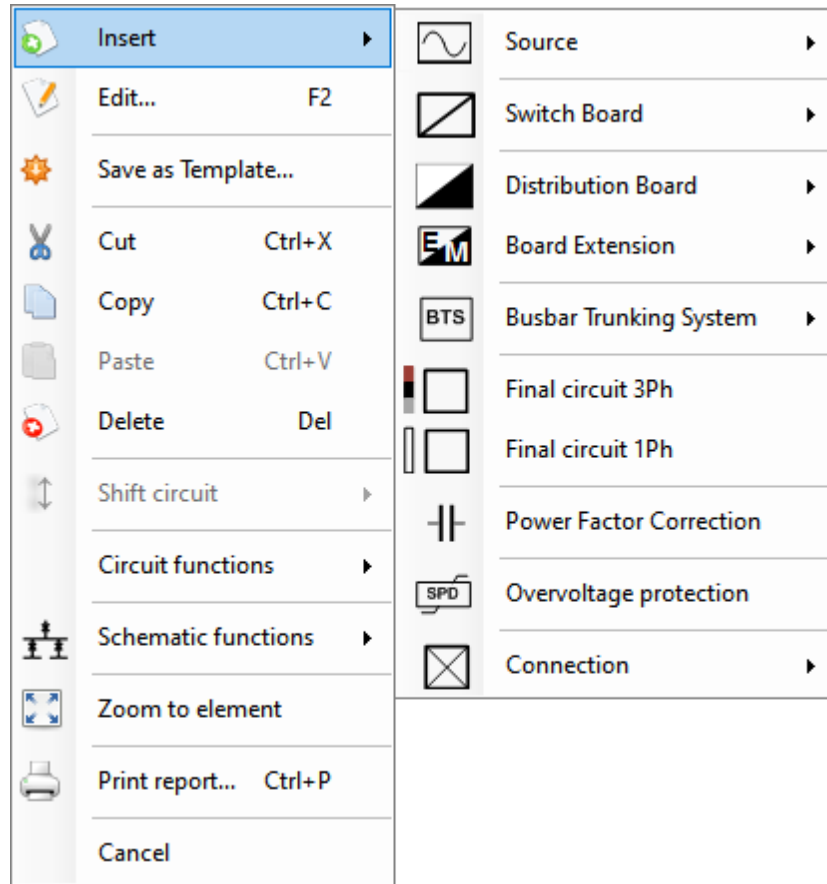 Insert
Edit... F2
Save as Template...
Cut Ctrl+X
Copy Ctrl+C
Paste Ctrl+V
Delete Del
Shift circuit
Circuit functions
Schematic functions
Zoom to element
Print report... Ctrl+P
Cancel
Source
Switch Board
Distribution Board
EM Board Extension
BTS Busbar Trunking System
Final circuit 3Ph
Final circuit 1Ph
Power Factor Correction
SPD Overvoltage protection
Connection